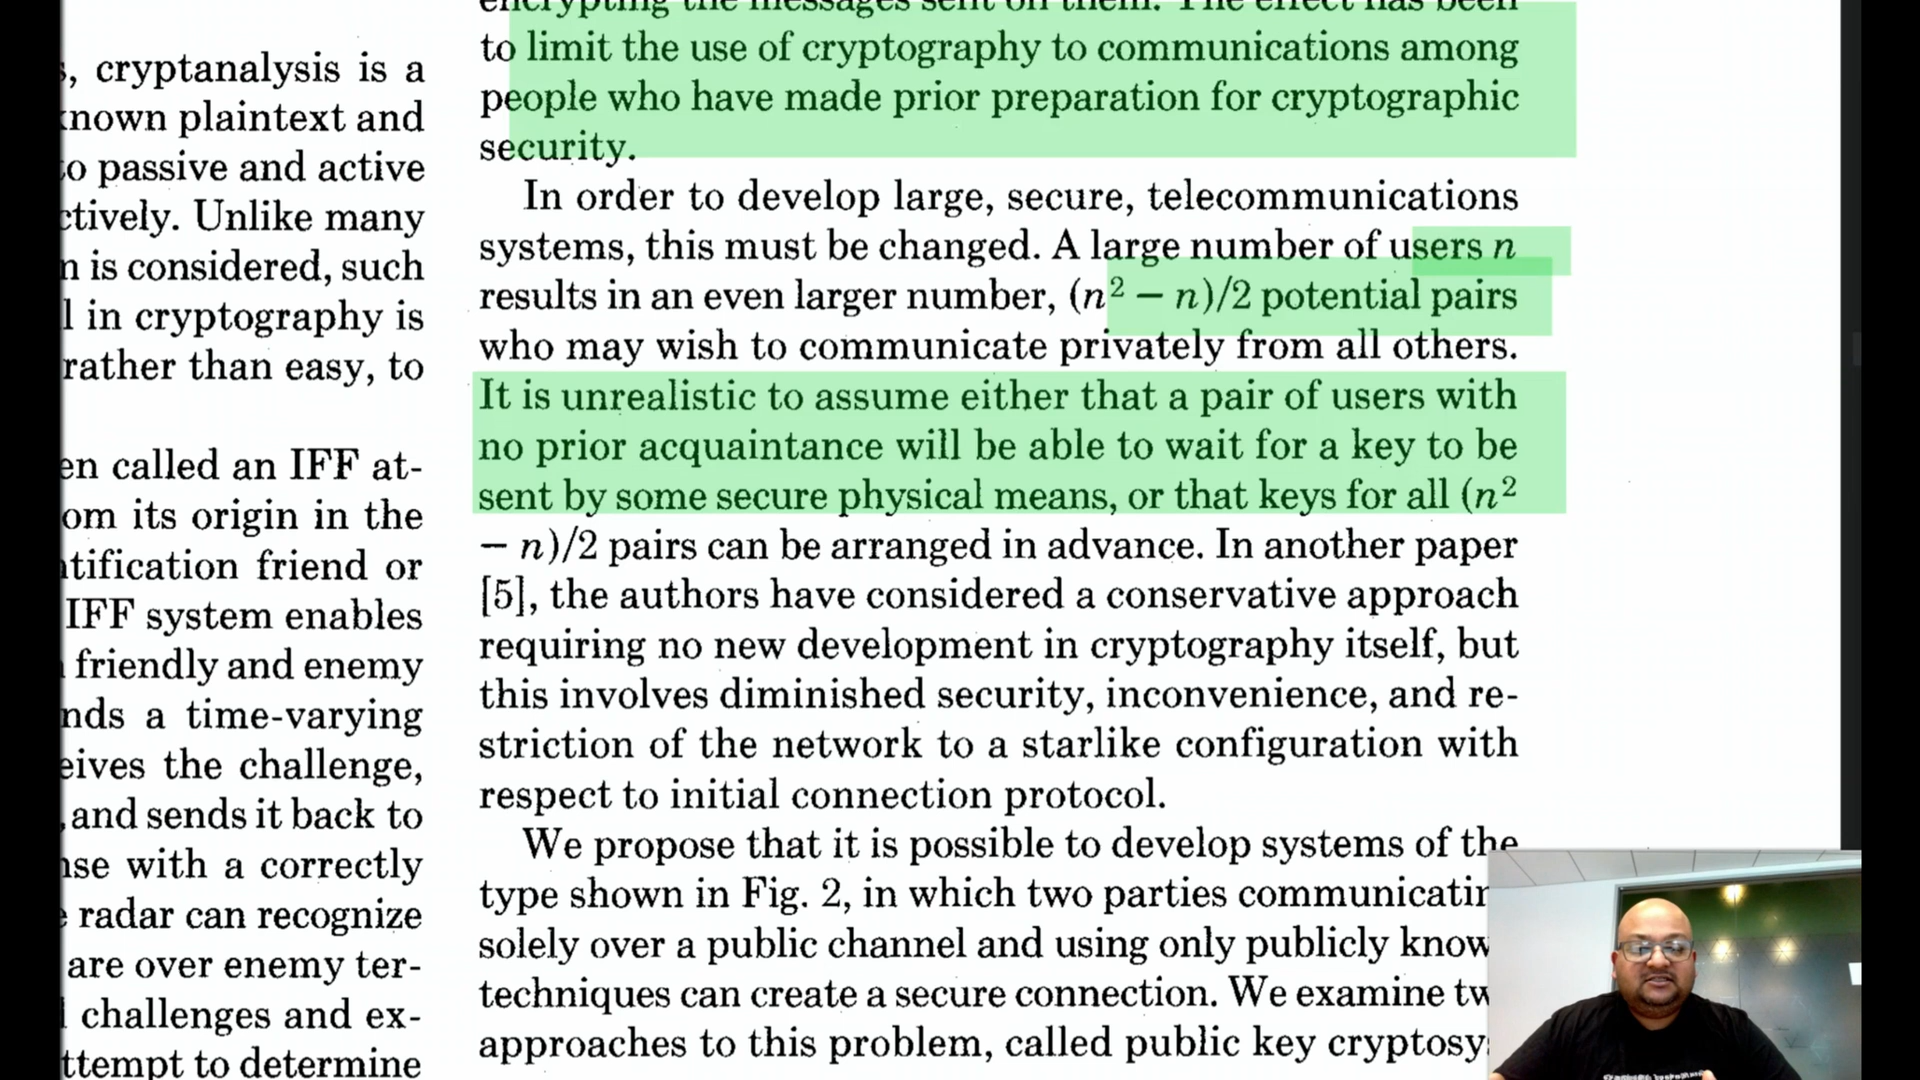 , cryptanalysis is a
nown plaintext and
o passive and active
ctively. Unlike many
is considered, such
l in cryptography is
rather than easy, to
en called an IFF at-
om its origin in the
tification friend or
IFF system enables
friendly and enemy
nds a time-varying
eives the challenge,
, and sends it back to
nse with a correctly
radar can recognize
are over enemy ter-
challenges and ex-
ttempt to determine
encrypting the messages sent on them. The effect has been
to limit the use of cryptography to communications among
people who have made prior preparation for cryptographic
security.
In order to develop large, secure, telecommunications
systems, this must be changed. A large number of users n
results in an even larger number, (n² − n)/2 potential pairs
who may wish to communicate privately from all others.
It is unrealistic to assume either that a pair of users with
no prior acquaintance will be able to wait for a key to be
sent by some secure physical means, or that keys for all (n²
− n)/2 pairs can be arranged in advance. In another paper
[5], the authors have considered a conservative approach
requiring no new development in cryptography itself, but
this involves diminished security, inconvenience, and re-
striction of the network to a starlike configuration with
respect to initial connection protocol.
We propose that it is possible to develop systems of the
type shown in Fig. 2, in which two parties communicatin
solely over a public channel and using only publicly know
techniques can create a secure connection. We examine tw
approaches to this problem, called public key cryptosy